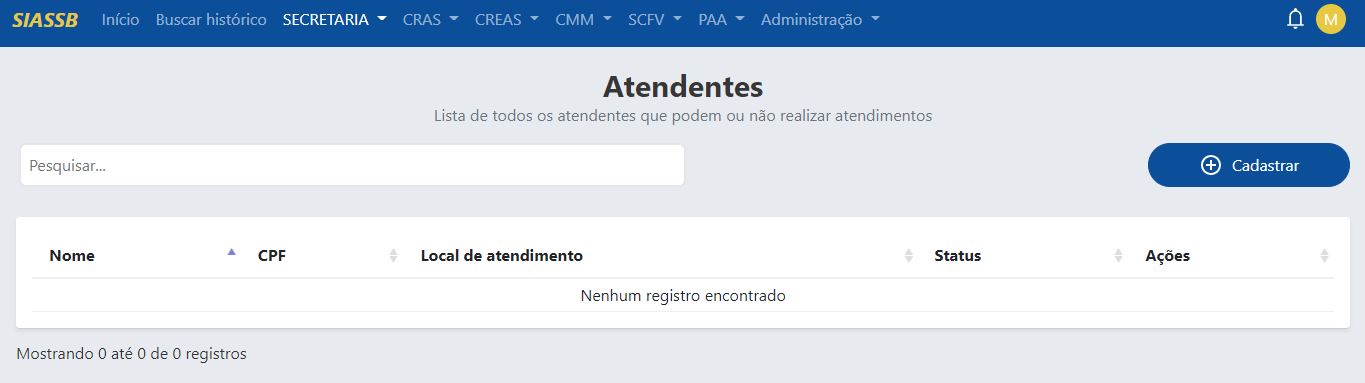 SIASSB Início Buscar histórico SECRETARIA CRAS CREAS CMM SCFV PAA Administração M
Atendentes
Lista de todos os atendentes que podem ou não realizar atendimentos
Pesquisar... Cadastrar
Nome CPF Local de atendimento Status Ações
Nenhum registro encontrado
Mostrando 0 até 0 de 0 registros